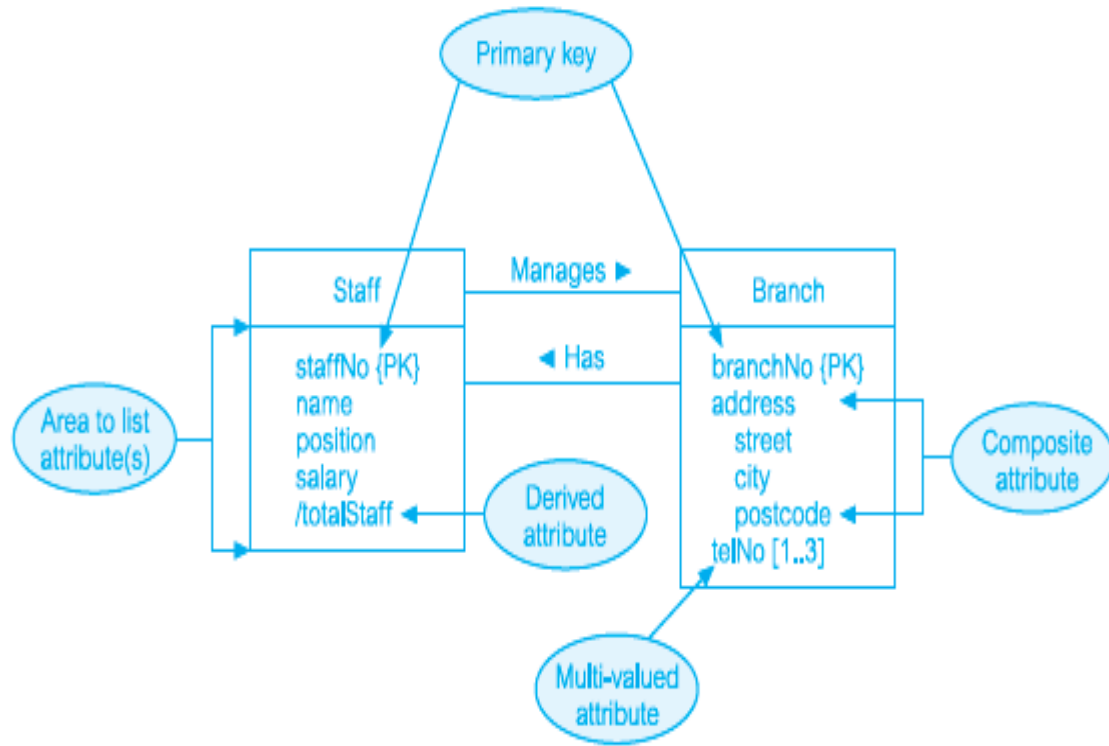 Primary key
Staff
Manages ►
Branch
◄ Has
staffNo {PK}
name
position
salary
/totalStaff
branchNo {PK}
address
street
city
postcode
telNo [1..3]
Area to list
attribute(s)
Derived
attribute
Composite
attribute
Multi-valued
attribute